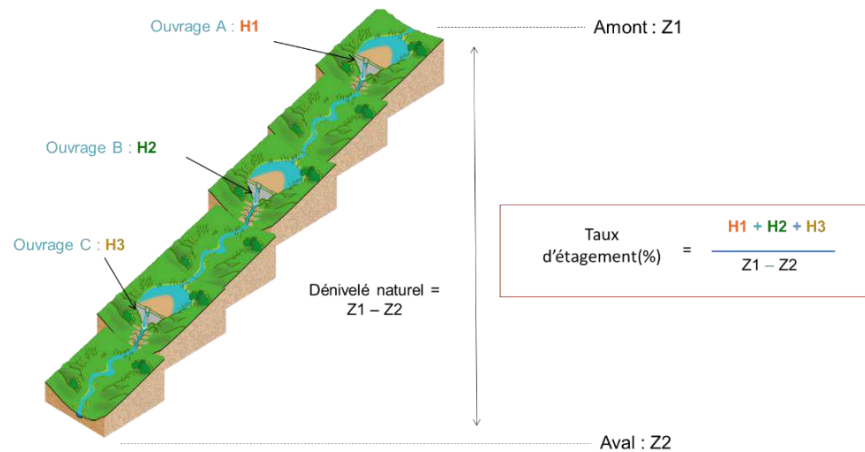 Ouvrage A : H1
Amont : Z1
Ouvrage B : H2
Ouvrage C : H3
Dénivelé naturel =
Z1 – Z2
Taux
d’étagement(%)
=
H1 + H2 + H3
Z1 – Z2
Aval : Z2